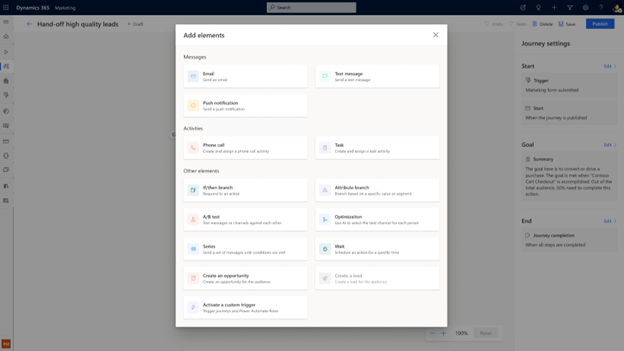 Dynamics 365
Marketing
Search
Hand-off high quality leads
Draft
Undo
Redo
Delete
Save
Publish
Add elements
Messages
Email
Send an email
Text message
Send a text message
Push notification
Send a push notification
Activities
Phone call
Create and assign a phone call activity
Task
Create and assign a task activity
Other elements
If/then branch
Respond to an action
Attribute branch
Branch based on a specific value or segment
A/B test
Test messages or channels against each other
Optimization
Use AI to select the best channel for each person
Series
Send a set of messages until conditions are met
Wait
Schedule an action for a specific time
Create an opportunity
Create an opportunity for the audience
Create a lead
Create a lead for the audience
Activate a custom trigger
Trigger journeys and Power Automate flows
Journey settings
Start
Edit
Trigger
Marketing form submitted
Start
When the journey is published
Goal
Edit
Summary
The goal here is to convert or drive a
purchase. The goal is met when "Contoso
Cart Checkout" is accomplished. Out of the
total audience, 80% need to complete this
action.
End
Edit
Journey completion
When all steps are completed
100%
Reset